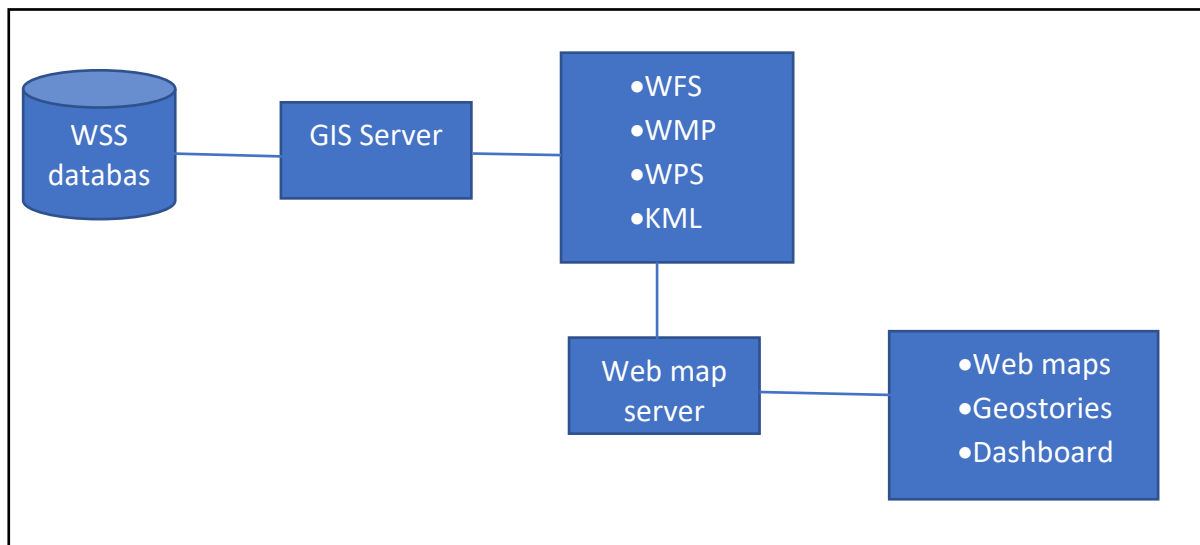 WSS
databas
GIS Server
•WFS
•WMP
•WPS
•KML
Web map
server
•Web maps
•Geostories
•Dashboard